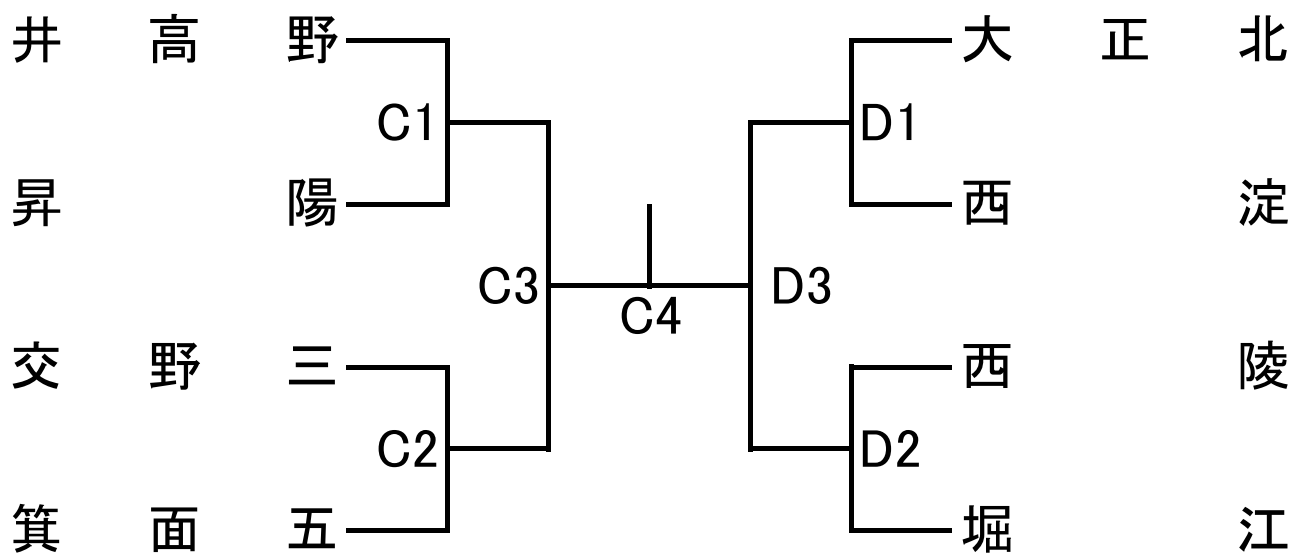 井高野 大正北
C1 D1
昇陽 西淀
C3 D3
C4
交野三 西陵
C2 D2
箕面五 堀江